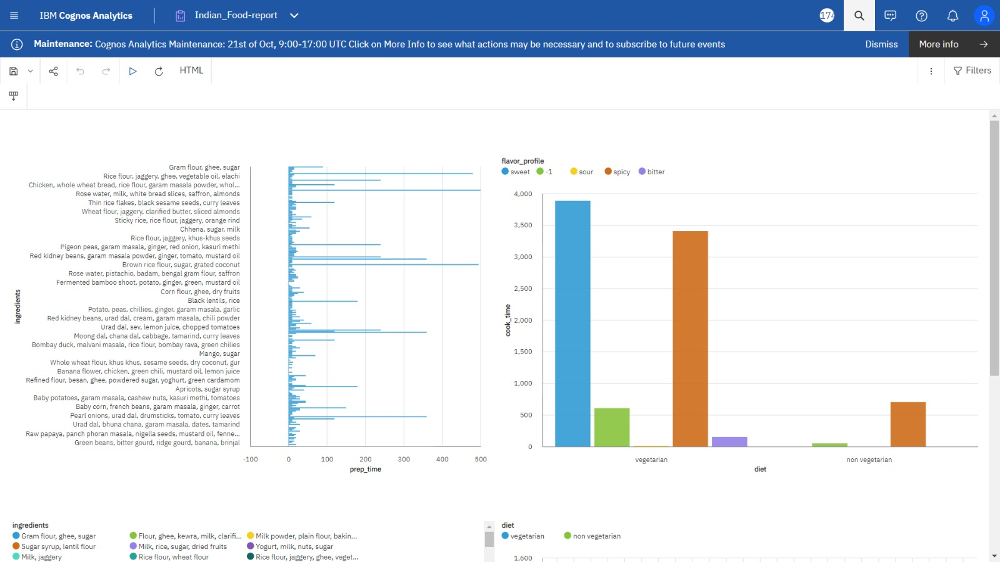 IBM Cognos Analytics
Indian_Food-report
174
Maintenance: Cognos Analytics Maintenance: 21st of Oct, 9:00-17:00 UTC Click on More Info to see what actions may be necessary and to subscribe to future events
Dismiss
More info
HTML
Filters
ingredients
Gram flour, ghee, sugar
Rice flour, jaggery, ghee, vegetable oil, elachi
Chicken, whole wheat bread, rice flour, garam masala powder, whol...
Rose water, milk, white bread slices, saffron, almonds
Thin rice flakes, black sesame seeds, curry leaves
Wheat flour, jaggery, clarified butter, sliced almonds
Sticky rice, rice flour, jaggery, orange rind
Chhena, sugar, milk
Rice flour, jaggery, khus-khus seeds
Pigeon peas, garam masala, ginger, red onion, kasuri methi
Red kidney beans, garam masala powder, ginger, tomato, mustard oil
Brown rice flour, sugar, grated coconut
Rose water, pistachio, badam, bengal gram flour, saffron
Fermented bamboo shoot, potato, ginger, green, mustard oil
Corn flour, ghee, dry fruits
Black lentils, rice
Potato, peas, chillies, ginger, garam masala, garlic
Red kidney beans, urad dal, cream, garam masala, chili powder
Urad dal, sev, lemon juice, chopped tomatoes
Moong dal, chana dal, cabbage, tamarind, curry leaves
Bombay duck, malvani masala, rice flour, bombay rava, green chilies
Mango, sugar
Whole wheat flour, khus khus, sesame seeds, dry coconut, gur
Banana flower, chicken, green chili, mustard oil, lemon juice
Refined flour, besan, ghee, powdered sugar, yoghurt, green cardamom
Apricots, sugar syrup
Baby potatoes, garam masala, cashew nuts, kasuri methi, tomatoes
Baby corn, french beans, garam masala, ginger, carrot
Pearl onions, urad dal, drumsticks, tomato, curry leaves
Urad dal, bhuna chana, garam masala, dates, tamarind
Raw papaya, panch phoran masala, nigella seeds, mustard oil, fenne...
Green beans, bitter gourd, ridge gourd, banana, brinjal
-100 0 100 200 300 400 500
prep_time
flavor_profile
sweet -1 sour spicy bitter
cook_time
4,000
3,500
3,000
2,500
2,000
1,500
1,000
500
0
vegetarian non vegetarian
diet
ingredients
Gram flour, ghee, sugar Flour, ghee, kewra, milk, clarifi... Milk powder, plain flour, bakin...
Sugar syrup, lentil flour Milk, rice, sugar, dried fruits Yogurt, milk, nuts, sugar
Milk, jaggery Rice flour, wheat flour Rice flour, jaggery, ghee, veget...
diet
vegetarian non vegetarian
1,600